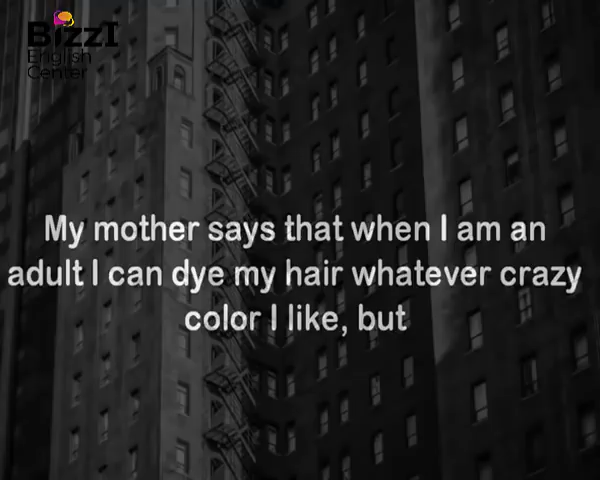 BizzI
English
Center
My mother says that when I am an
adult I can dye my hair whatever crazy
color I like, but